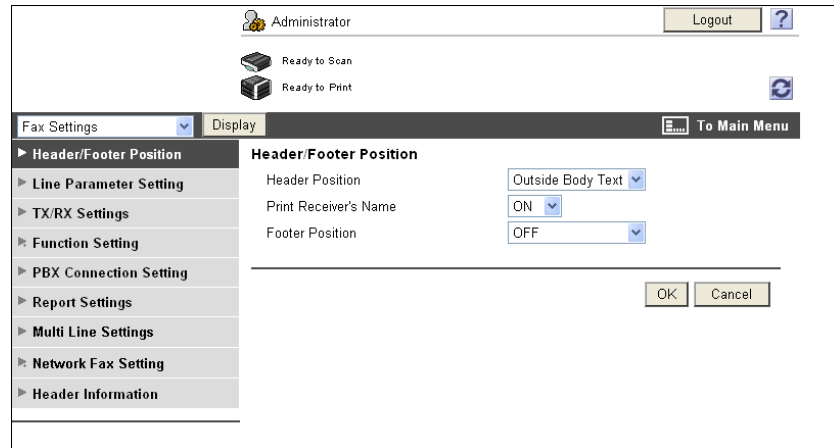 Administrator
Logout
?
Ready to Scan
Ready to Print
Fax Settings
Display
To Main Menu
Header/Footer Position
Line Parameter Setting
TX/RX Settings
Function Setting
PBX Connection Setting
Report Settings
Multi Line Settings
Network Fax Setting
Header Information
Header/Footer Position
Header Position Outside Body Text
Print Receiver's Name ON
Footer Position OFF
OK Cancel